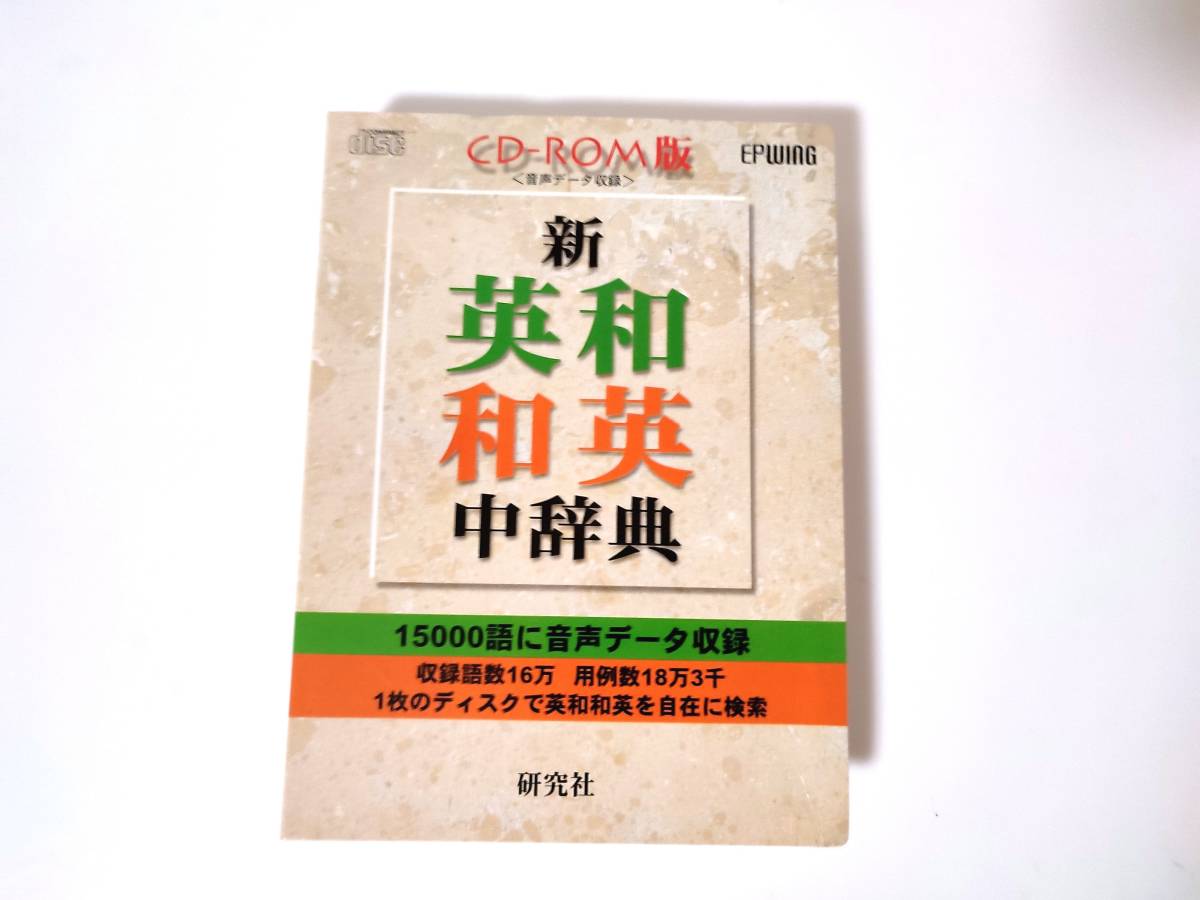 COMPACT
disc
CD-ROM版
EPWING
＜音声データ収録＞
新
英和
和英
中辞典
15000語に音声データ収録
収録語数16万 用例数18万3千
1枚のディスクで英和和英を自在に検索
研究社